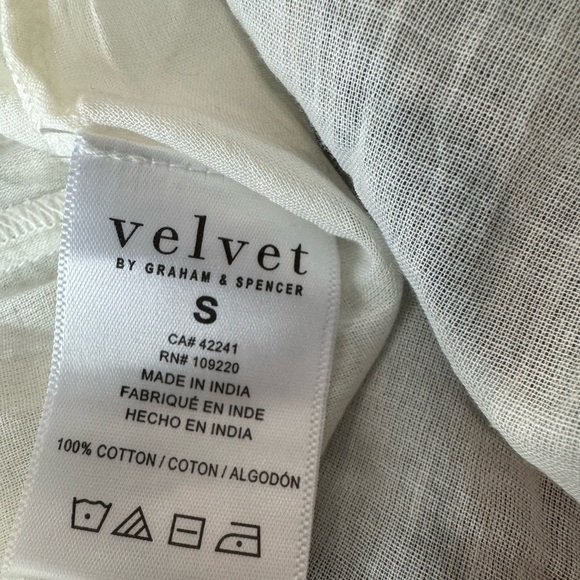 velvet
BY GRAHAM & SPENCER
S
CA# 42241
RN# 109220
MADE IN INDIA
FABRIQUÉ EN INDE
HECHO EN INDIA
100% COTTON / COTON / ALGODÓN